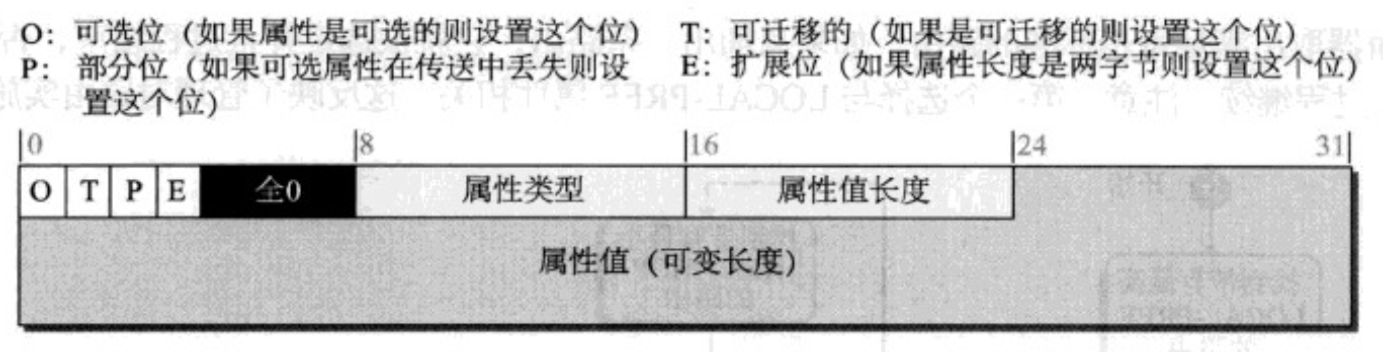 O：可选位（如果属性是可选的则设置这个位）
T：可迁移的（如果是可迁移的则设置这个位）
P：部分位（如果可选属性在传送中丢失则设
置这个位）
E：扩展位（如果属性长度是两字节则设置这个位）
0 8 16 24 31
O T P E 全0 属性类型 属性值长度
属性值（可变长度）